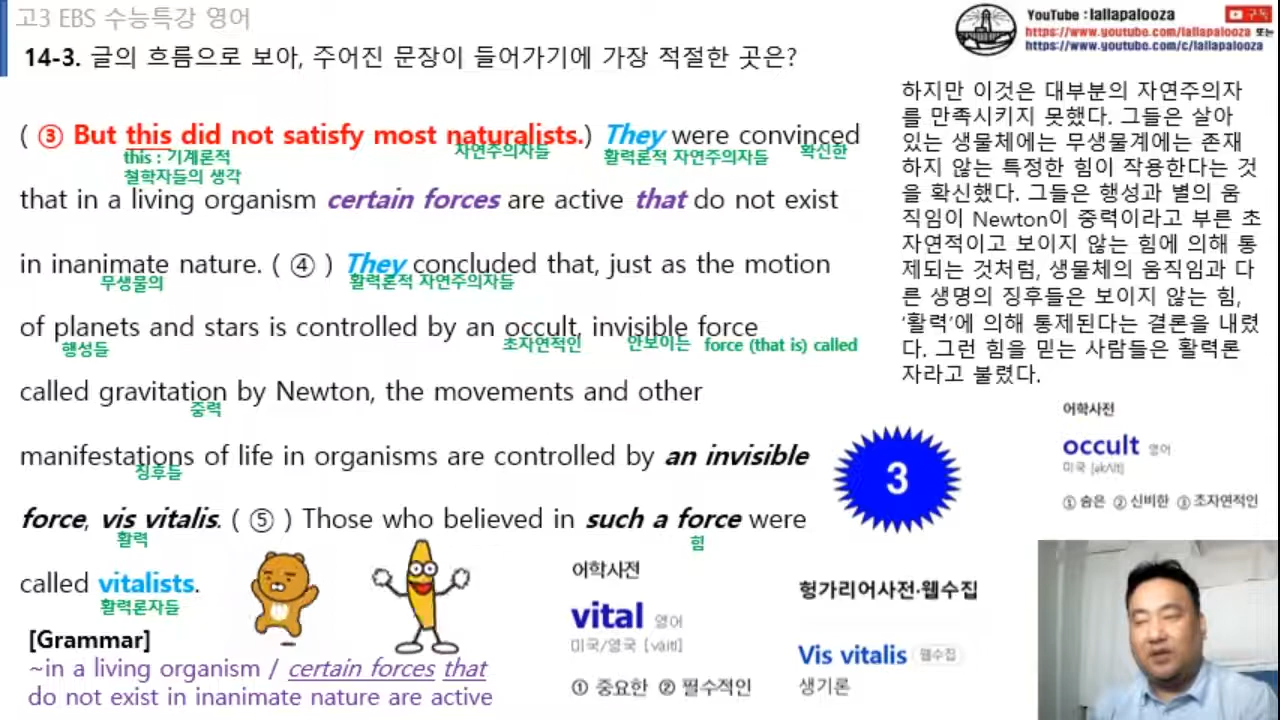 고3 EBS 수능특강 영어
YouTube : lallapalooza
구독
https://www.youtube.com/lallapalooza 또는
https://www.youtube.com/c/lallapalooza
14-3. 글의 흐름으로 보아, 주어진 문장이 들어가기에 가장 적절한 곳은?
( ③ But this did not satisfy most naturalists.) They were convinced
this : 기계론적
철학자들의 생각
자연주의자들
활력론적 자연주의자들
확신한
that in a living organism certain forces are active that do not exist
in inanimate nature. ( ④ ) They concluded that, just as the motion
무생물의
활력론적 자연주의자들
of planets and stars is controlled by an occult, invisible force
행성들
초자연적인
안보이는
force (that is) called
called gravitation by Newton, the movements and other
중력
manifestations of life in organisms are controlled by an invisible
징후들
force, vis vitalis. ( ⑤ ) Those who believed in such a force were
활력
힘
called vitalists.
활력론자들
[Grammar]
~in a living organism / certain forces that
do not exist in inanimate nature are active
하지만 이것은 대부분의 자연주의자
를 만족시키지 못했다. 그들은 살아
있는 생물체에는 무생물계에는 존재
하지 않는 특정한 힘이 작용한다는 것
을 확신했다. 그들은 행성과 별의 움
직임이 Newton이 중력이라고 부른 초
자연적이고 보이지 않는 힘에 의해 통
제되는 것처럼, 생물체의 움직임과 다
른 생명의 징후들은 보이지 않는 힘,
‘활력’에 의해 통제된다는 결론을 내렸
다. 그런 힘을 믿는 사람들은 활력론
자라고 불렸다.
3
어학사전
occult 영어
미국 [əkʌ́lt]
① 숨은 ② 신비한 ③ 초자연적인
어학사전
vital 영어
미국/영국 [váitl]
① 중요한 ② 필수적인
헝가리어사전·웹수집
Vis vitalis 웹수집
생기론